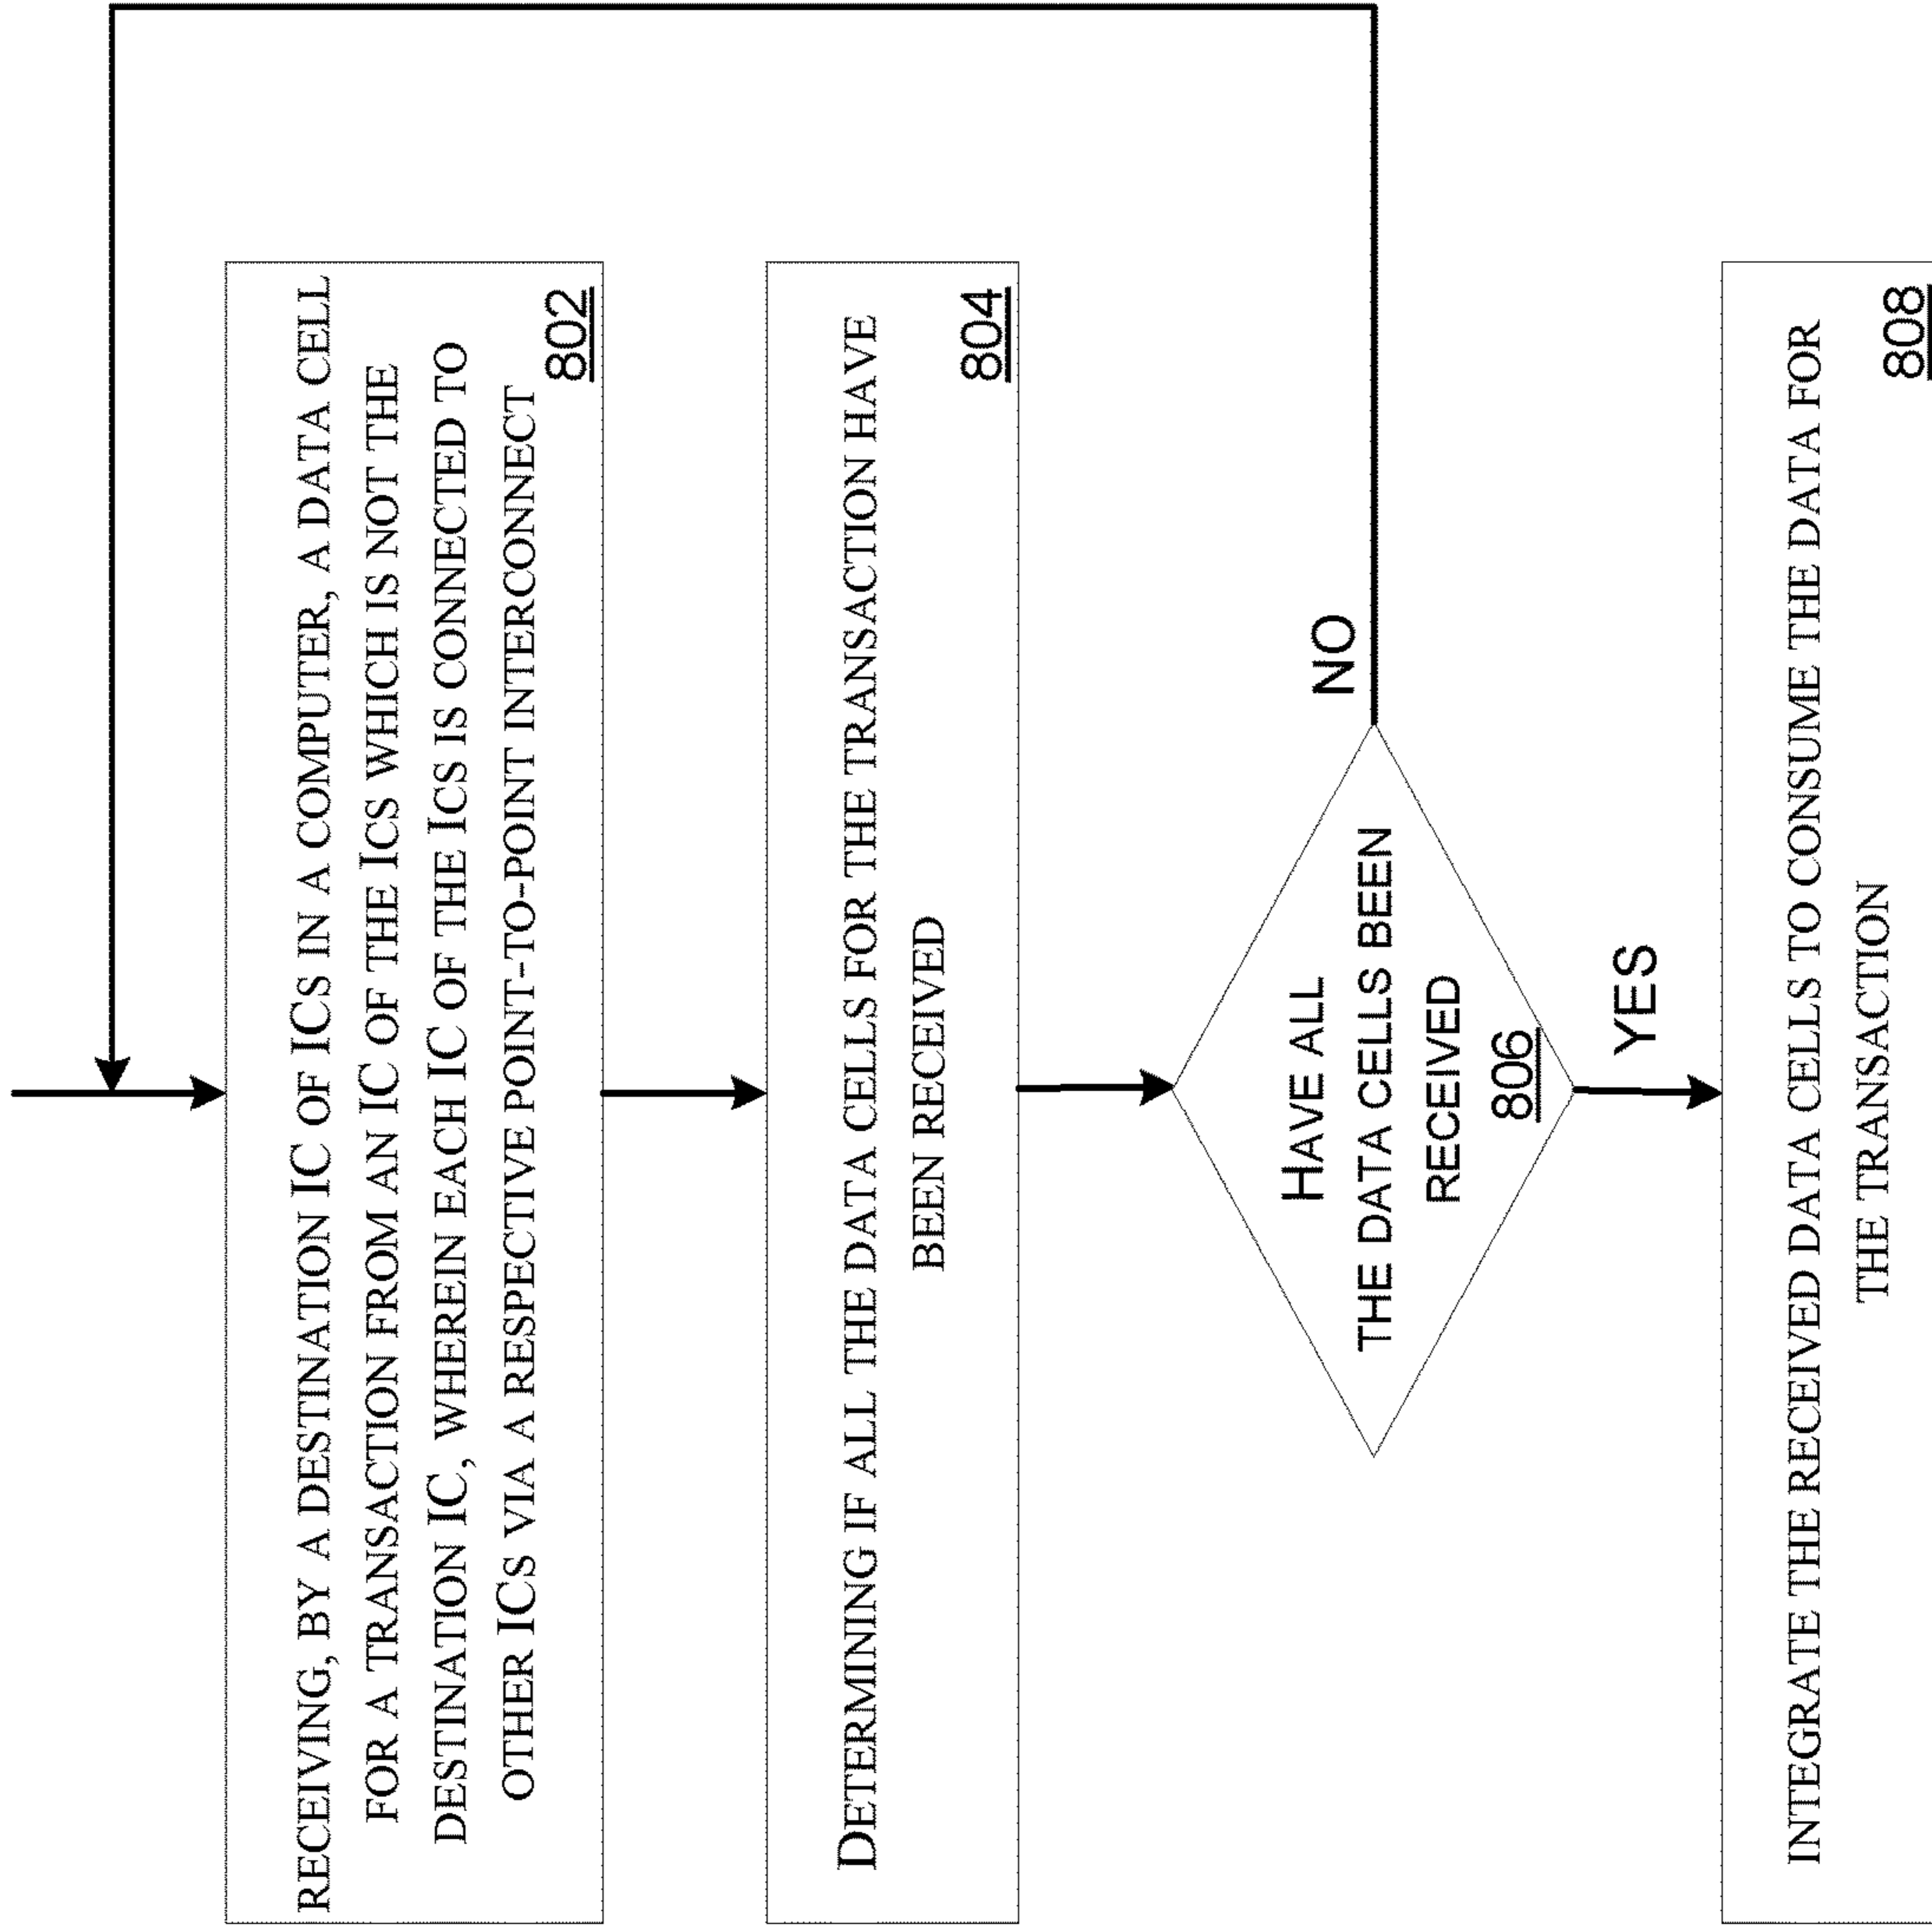 RECEIVING, BY A DESTINATION IC OF ICS IN A COMPUTER, A DATA CELL
FOR A TRANSACTION FROM AN IC OF THE ICS WHICH IS NOT THE
DESTINATION IC, WHEREIN EACH IC OF THE ICS IS CONNECTED TO
OTHER ICS VIA A RESPECTIVE POINT-TO-POINT INTERCONNECT
802
DETERMINING IF ALL THE DATA CELLS FOR THE TRANSACTION HAVE
BEEN RECEIVED
804
HAVE ALL
THE DATA CELLS BEEN
RECEIVED
806
NO
YES
INTEGRATE THE RECEIVED DATA CELLS TO CONSUME THE DATA FOR
THE TRANSACTION
808